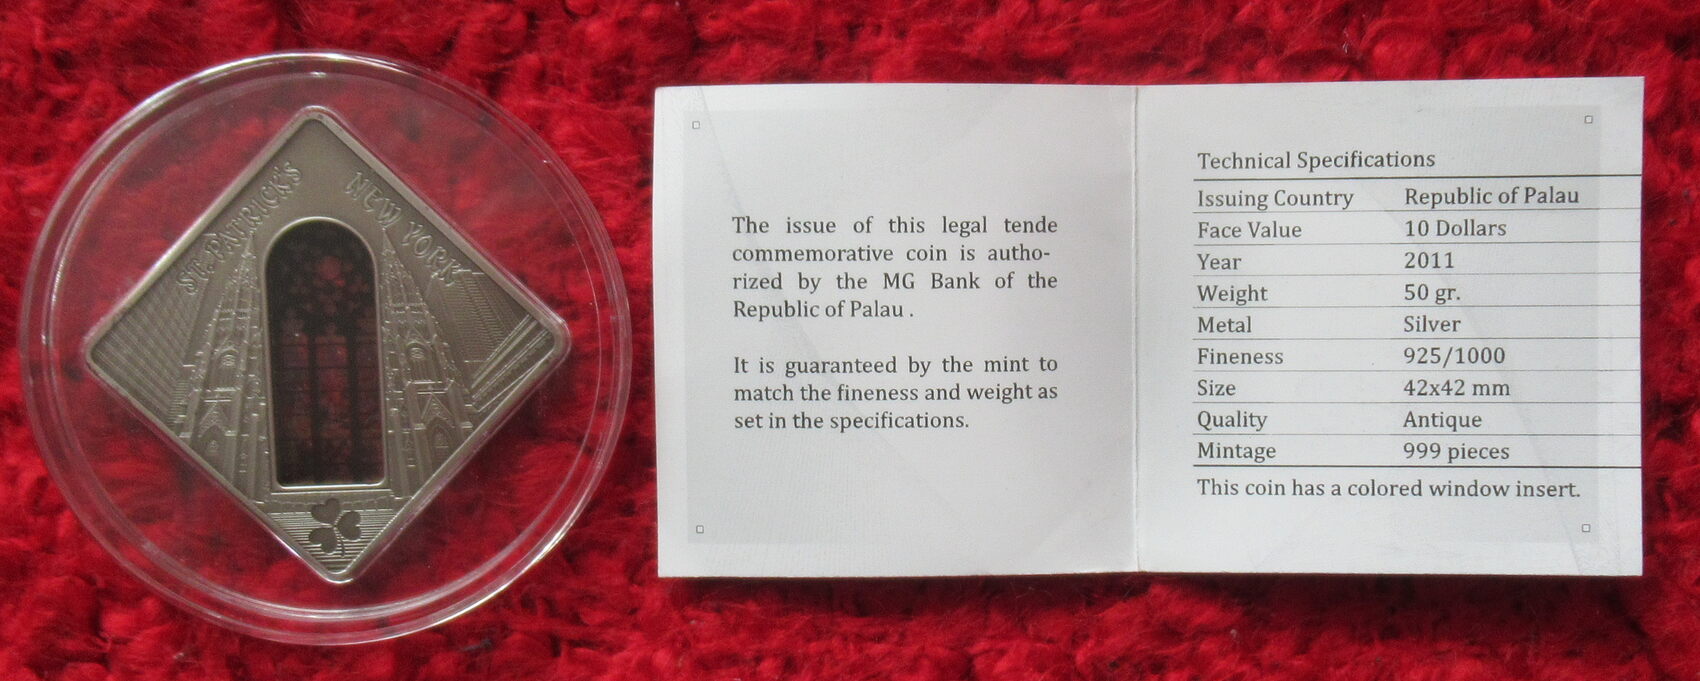 ST. PATRICK'S
NEW YORK
The issue of this legal tende
commemorative coin is autho-
rized by the MG Bank of the
Republic of Palau .
It is guaranteed by the mint to
match the fineness and weight as
set in the specifications.
Technical Specifications
Issuing Country Republic of Palau
Face Value 10 Dollars
Year 2011
Weight 50 gr.
Metal Silver
Fineness 925/1000
Size 42x42 mm
Quality Antique
Mintage 999 pieces
This coin has a colored window insert.